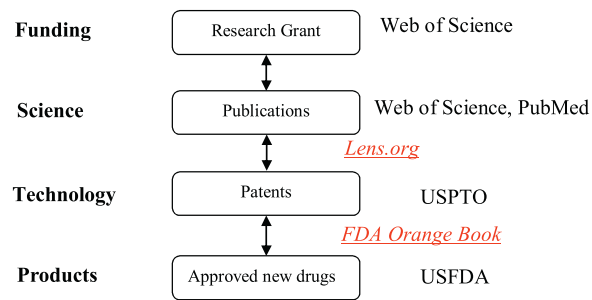 Funding
Research Grant
Web of Science
Science
Publications
Web of Science, PubMed
Lens.org
Technology
Patents
USPTO
FDA Orange Book
Products
Approved new drugs
USFDA